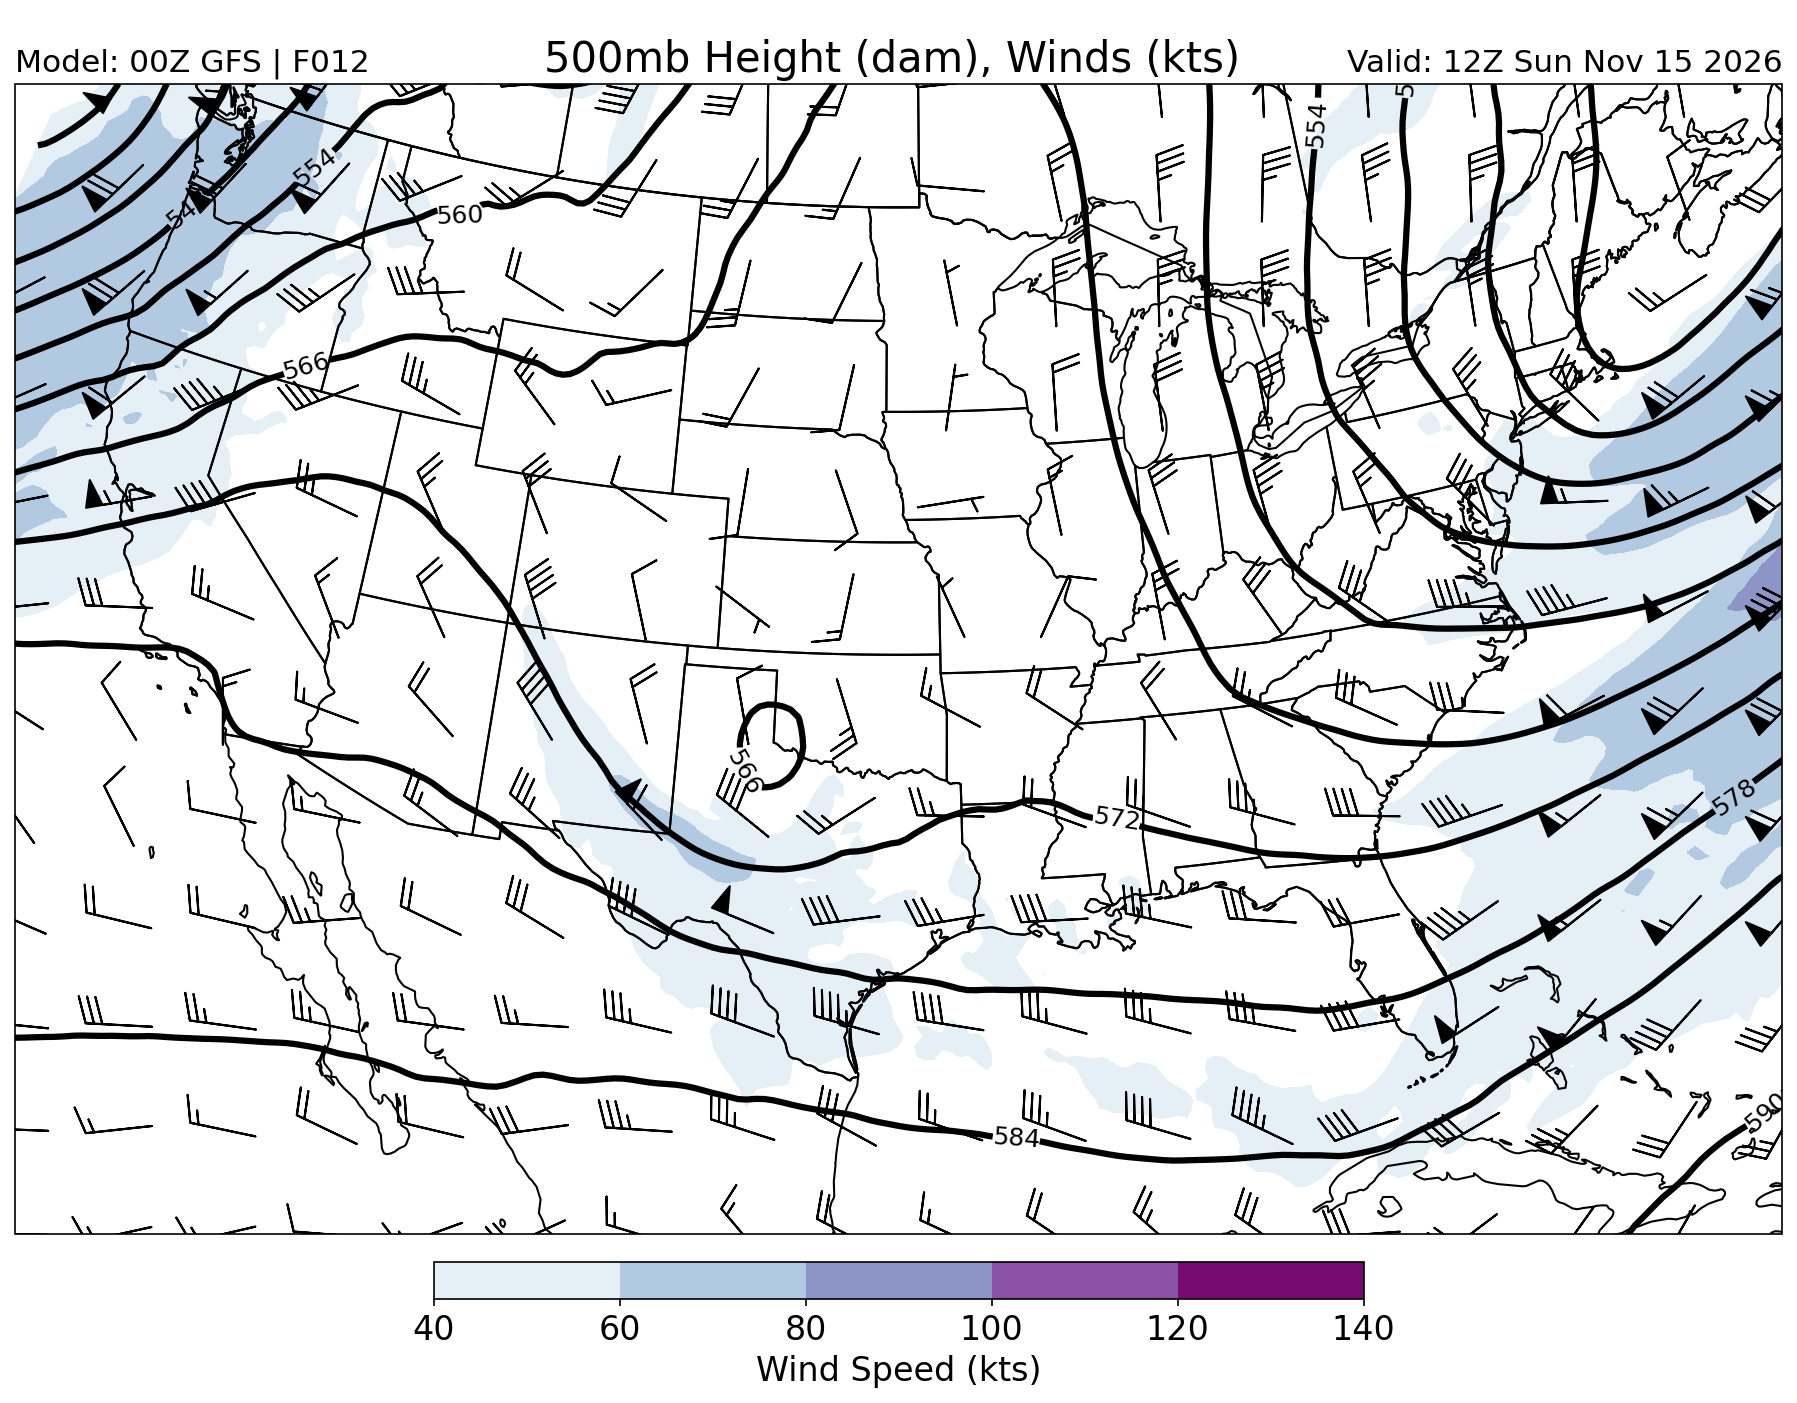 Model: 00Z GFS | F012
500mb Height (dam), Winds (kts)
Valid: 12Z Sun Nov 15 2026
554
554
560
566
566
572
578
584
590
40 60 80 100 120 140
Wind Speed (kts)